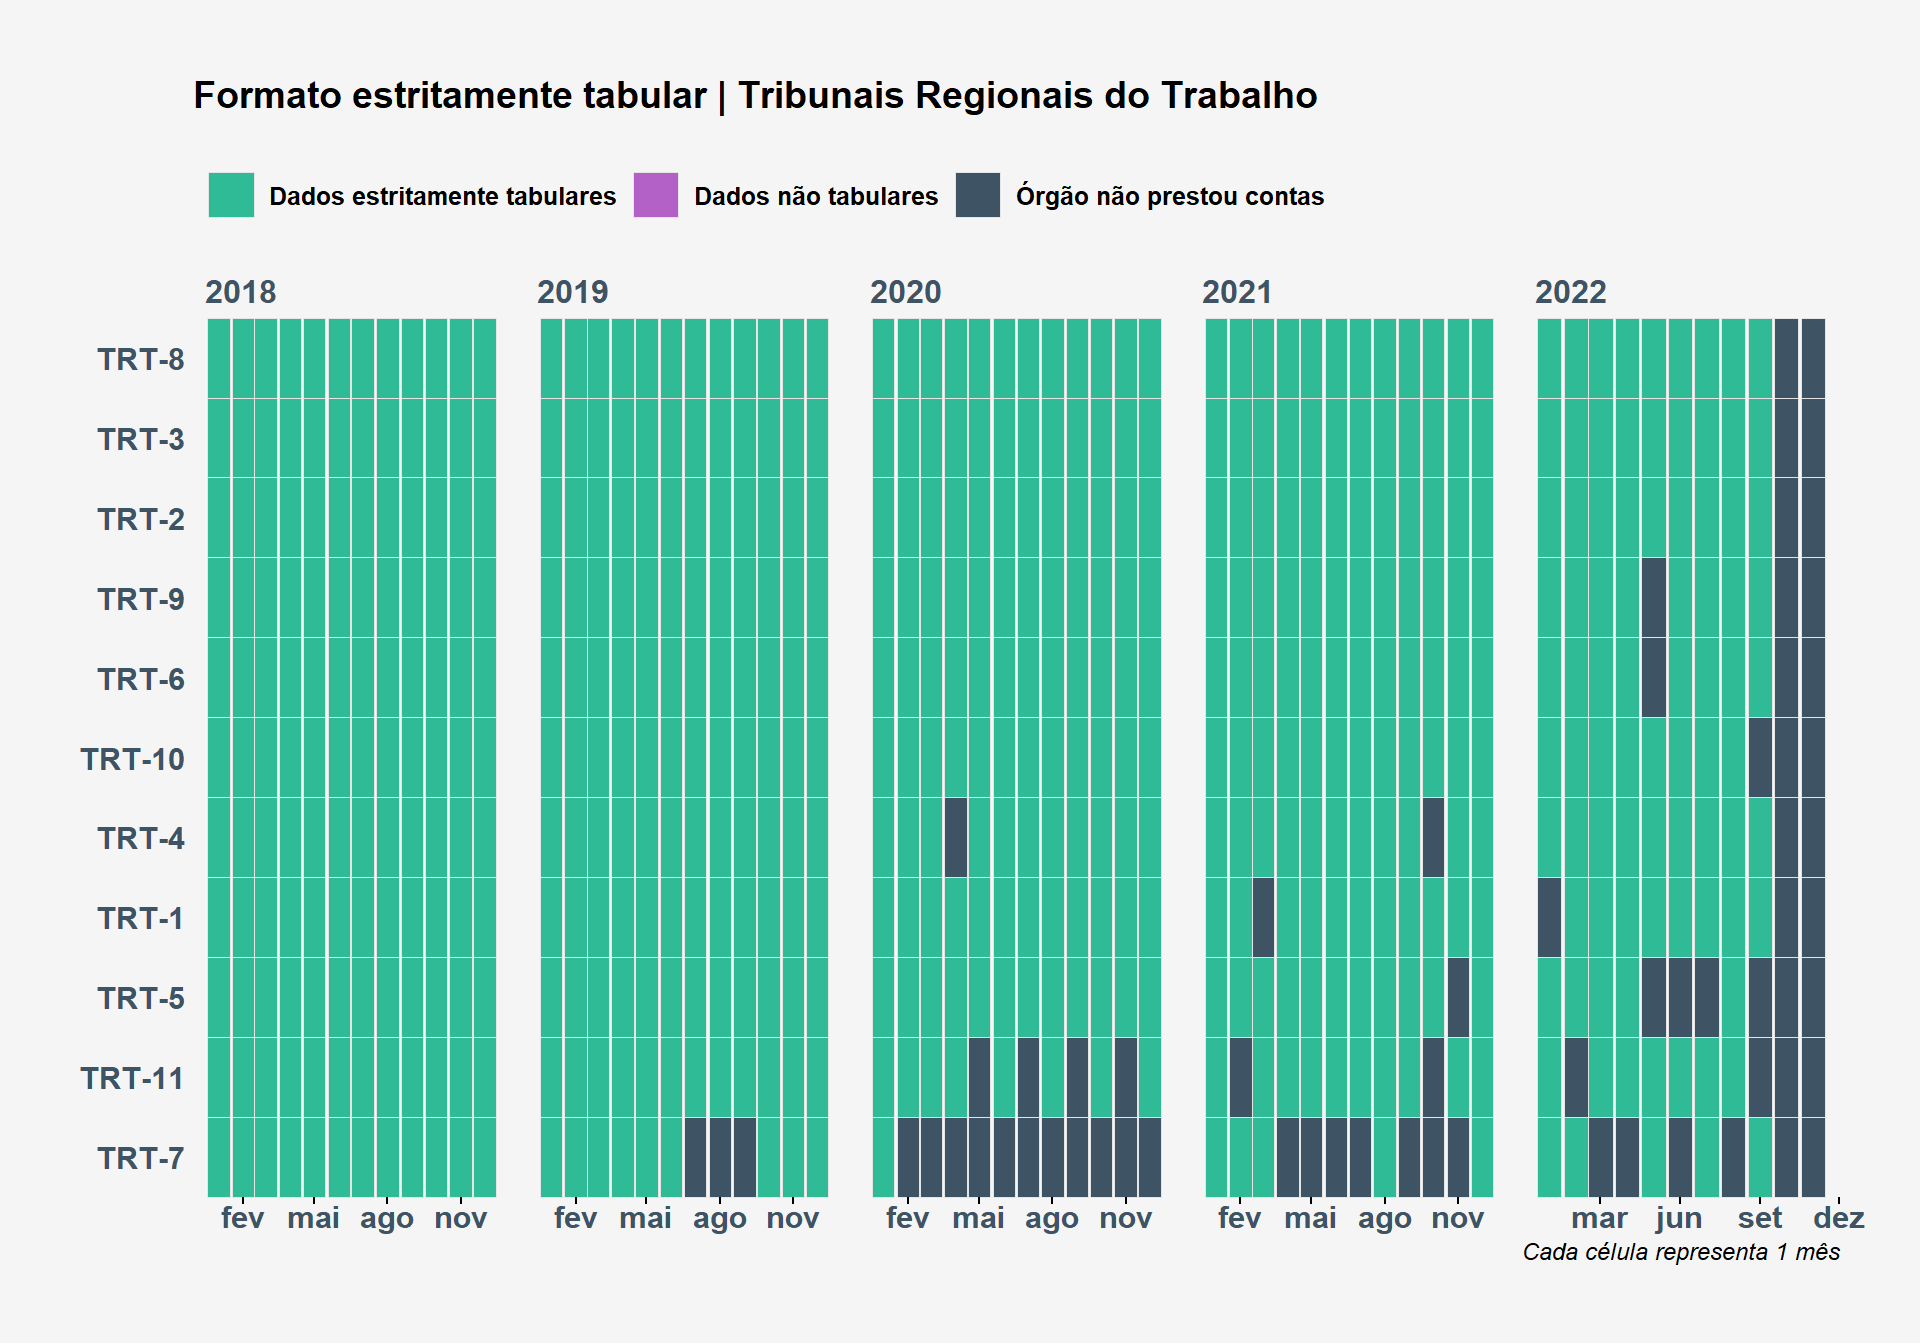 Formato estritamente tabular | Tribunais Regionais do Trabalho
Dados estritamente tabulares Dados não tabulares Órgão não prestou contas
2018 2019 2020 2021 2022
TRT-8
TRT-3
TRT-2
TRT-9
TRT-6
TRT-10
TRT-4
TRT-1
TRT-5
TRT-11
TRT-7
fev mai ago nov fev mai ago nov fev mai ago nov fev mai ago nov mar jun set dez
Cada célula representa 1 mês